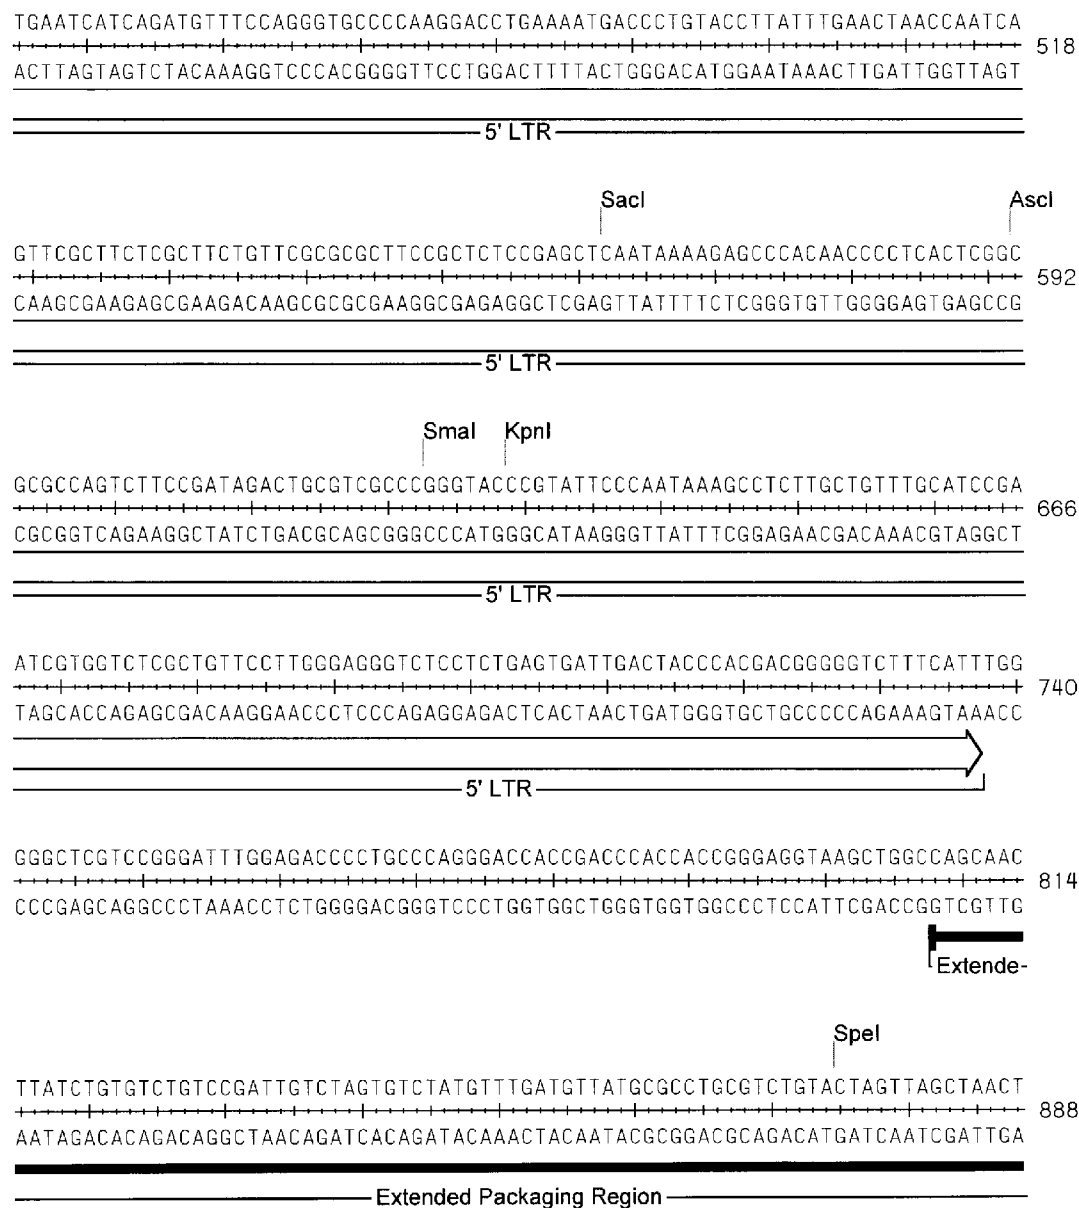 TGAATCATCAGATGTTTCCAGGGTGCCCCAAGGACCTGAAAATGACCCTGTACCTTATTTGAACTAACCAATCA
518
ACTTAGTAGTCTACAAAGGTCCCACGGGGTTCCTGGACTTTTACTGGGACATGGAATAAACTTGATTGGTTAGT
5' LTR
SacI AscI
GTTCGCTTCTCGCTTCTGTTCGCGCGCTTCCGCTCTCCGAGCTCAATAAAAGAGCCCACAACCCCTCACTCGGC
592
CAAGCGAAGAGCGAAGACAAGCGCGCGAAGGCGAGAGGCTCGAGTTATTTTCTCGGGTGTTGGGGAGTGAGCCG
5' LTR
SmaI KpnI
GCGCCAGTCTTCCGATAGACTGCGTCGCCCGGGTACCCGTATTCCCAATAAAGCCTCTTGCTGTTTGCATCCGA
666
CGCGGTCAGAAGGCTATCTGACGCAGCGGGCCCATGGGCATAAGGGTTATTTCGGAGAACGACAAACGTAGGCT
5' LTR
ATCGTGGTCTCGCTGTTCCTTGGGAGGGTCTCCTCTGAGTGATTGACTACCCACGACGGGGGTCTTTCATTTGG
740
TAGCACCAGAGCGACAAGGAACCCTCCCAGAGGAGACTCACTAACTGATGGGTGCTGCCCCCAGAAAGTAAACC
5' LTR
GGGCTCGTCCGGGATTTGGAGACCCCTGCCCAGGGACCACCGACCCACCACCGGGAGGTAAGCTGGCCAGCAAC
814
CCCGAGCAGGCCCTAAACCTCTGGGGACGGGTCCCTGGTGGCTGGGTGGTGGCCCTCCATTCGACCGGTCGTTG
Extende-
SpeI
TTATCTGTGTCTGTCCGATTGTCTAGTGTCTATGTTTGATGTTATGCGCCTGCGTCTGTACTAGTTAGCTAACT
888
AATAGACACAGACAGGCTAACAGATCACAGATACAAACTACAATACGCGGACGCAGACATGATCAATCGATTGA
Extended Packaging Region